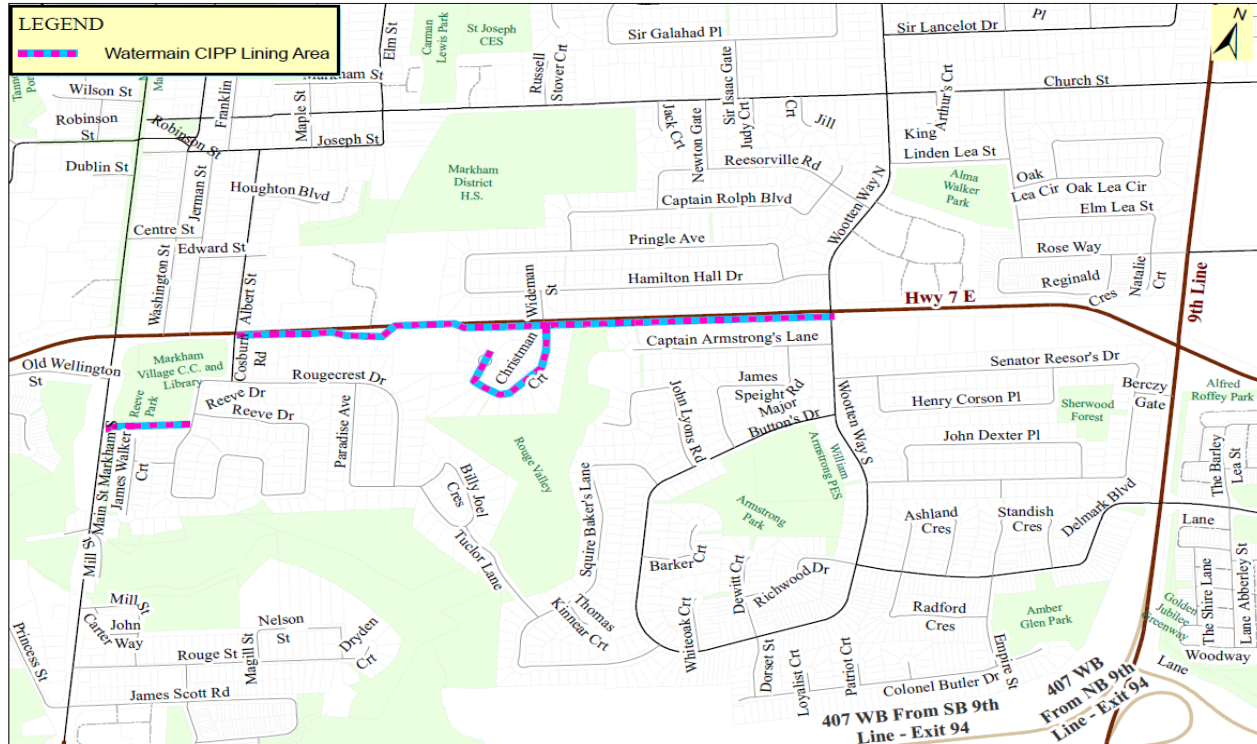 LEGEND
Watermain CIPP Lining Area
N
Elm St
Carman
Lewis Park
St Joseph
CES
Russell
Stover Crt
Sir Galahad Pl
Sir Isaac Gate
Sir Lancelot Dr
Pl
Church St
Markham St
Wilson St
Franklin
Maple St
Robinson
St
Robinson St
Joseph St
Dublin St
Jerman St
Houghton Blvd
Centre St
Edward St
Washington St
Albert St
Markham
District
H.S.
Jack Crt
Newton Gate
Judy Crt
Crt
Jill
Reesorville Rd
Captain Rolph Blvd
Pringle Ave
Hamilton Hall Dr
Wideman
St
Wootten Way N
King
Arthur's Crt
Linden Lea St
Alma
Walker
Park
Oak
Lea Cir
Oak Lea Cir
Elm Lea St
Rose Way
Reginald
Cres
Natalie
Crt
9th Line
Hwy 7 E
Old Wellington
St
Markham
Village C.C. and
Library
Reeve
Park
Cosburn
Rd
Rougecrest Dr
Reeve Dr
Reeve Dr
Paradise Ave
Christman
Crt
Captain Armstrong's Lane
John Lyons Rd
James
Speight Rd
Major
Button's Dr
Wootten Way S
William
Armstrong PES
Senator Reesor's Dr
Henry Corson Pl
John Dexter Pl
Sherwood
Forest
Berczy
Gate
Alfred
Roffey Park
The Barley
Lea St
Main St Markham S
James Walker
Crt
Mill St
Rouge Valley
Billy Joel
Cres
Tuclor Lane
Squire Baker's Lane
Thomas
Kinnear Crt
Armstrong
Park
Barker
Crt
Dewitt Crt
Richwood Dr
Whiteoak Crt
Ashland
Cres
Standish
Cres
Delmark Blvd
Radford
Cres
Amber
Glen Park
Empire St
Dorset St
Loyalist Crt
Patriot Crt
Colonel Butler Dr
Lane
The Shire Lane
Lane Abberley St
Golden
Jubilee
Greenway
Woodway
Lane
Princess St
Mill St
Carter
John
Way
Nelson
St
Magill St
Dryden
Crt
Rouge St
James Scott Rd
407 WB From SB 9th
Line - Exit 94
407 WB
From NB 9th
Line - Exit 94